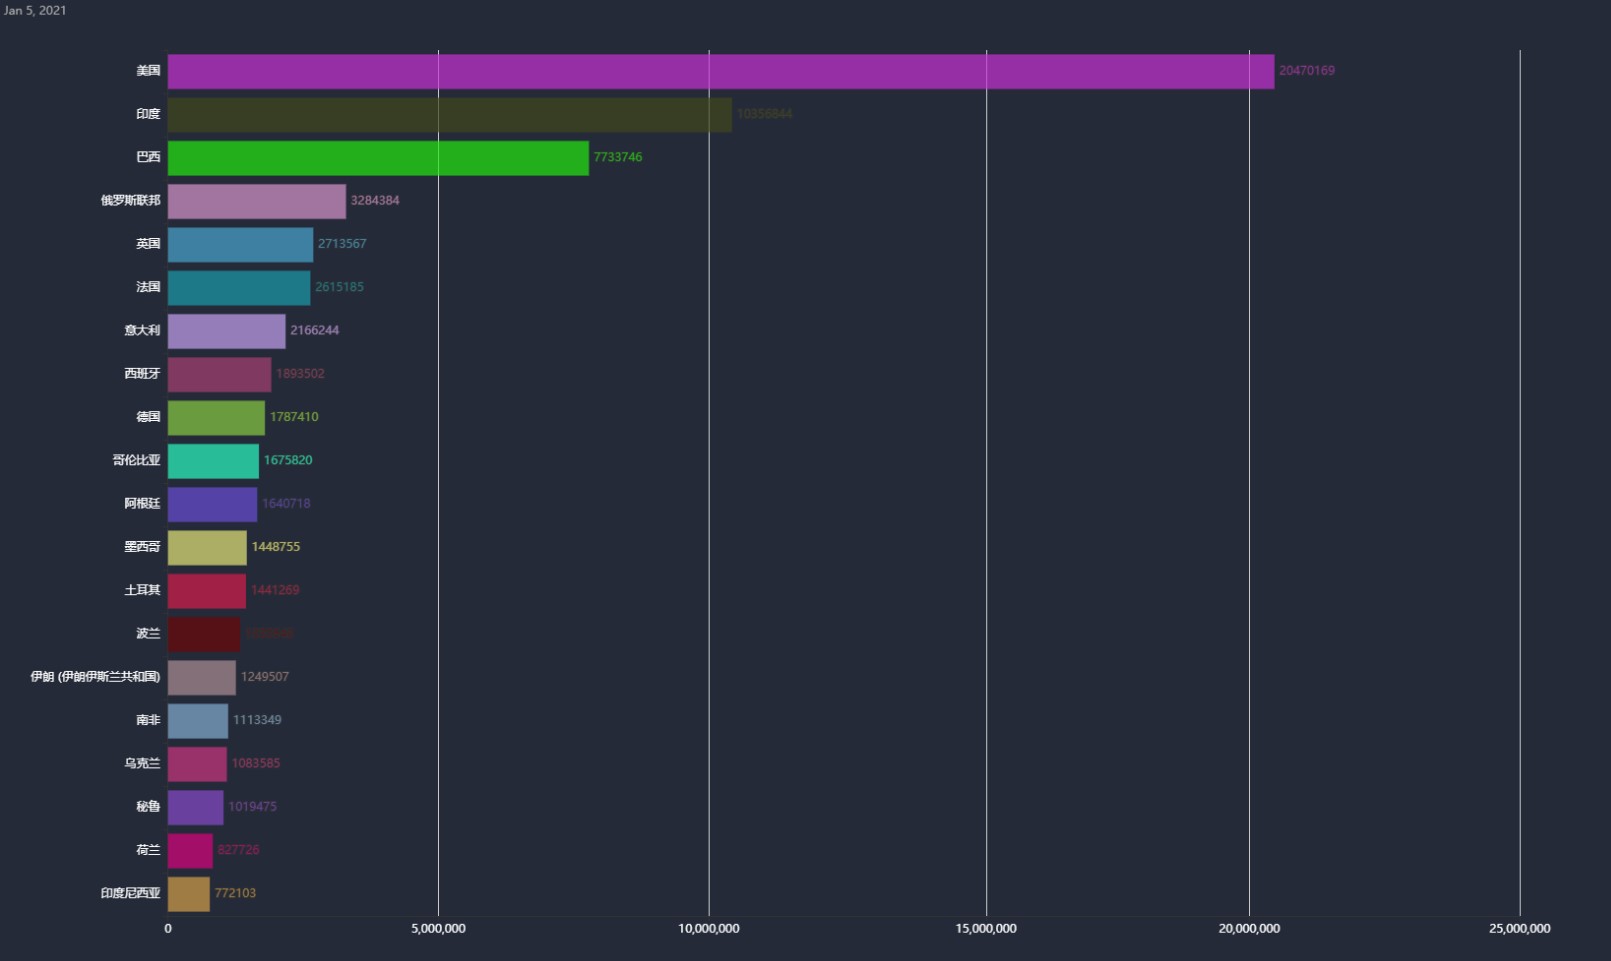 Jan 5, 2021
美国 20470169
印度 10356844
巴西 7733746
俄罗斯联邦 3284384
英国 2713567
法国 2615185
意大利 2166244
西班牙 1893502
德国 1787410
哥伦比亚 1675820
阿根廷 1640718
墨西哥 1448755
土耳其 1441269
波兰
伊朗 (伊朗伊斯兰共和国) 1249507
南非 1113349
乌克兰 1083585
秘鲁 1019475
荷兰 827726
印度尼西亚 772103
0 5,000,000 10,000,000 15,000,000 20,000,000 25,000,000